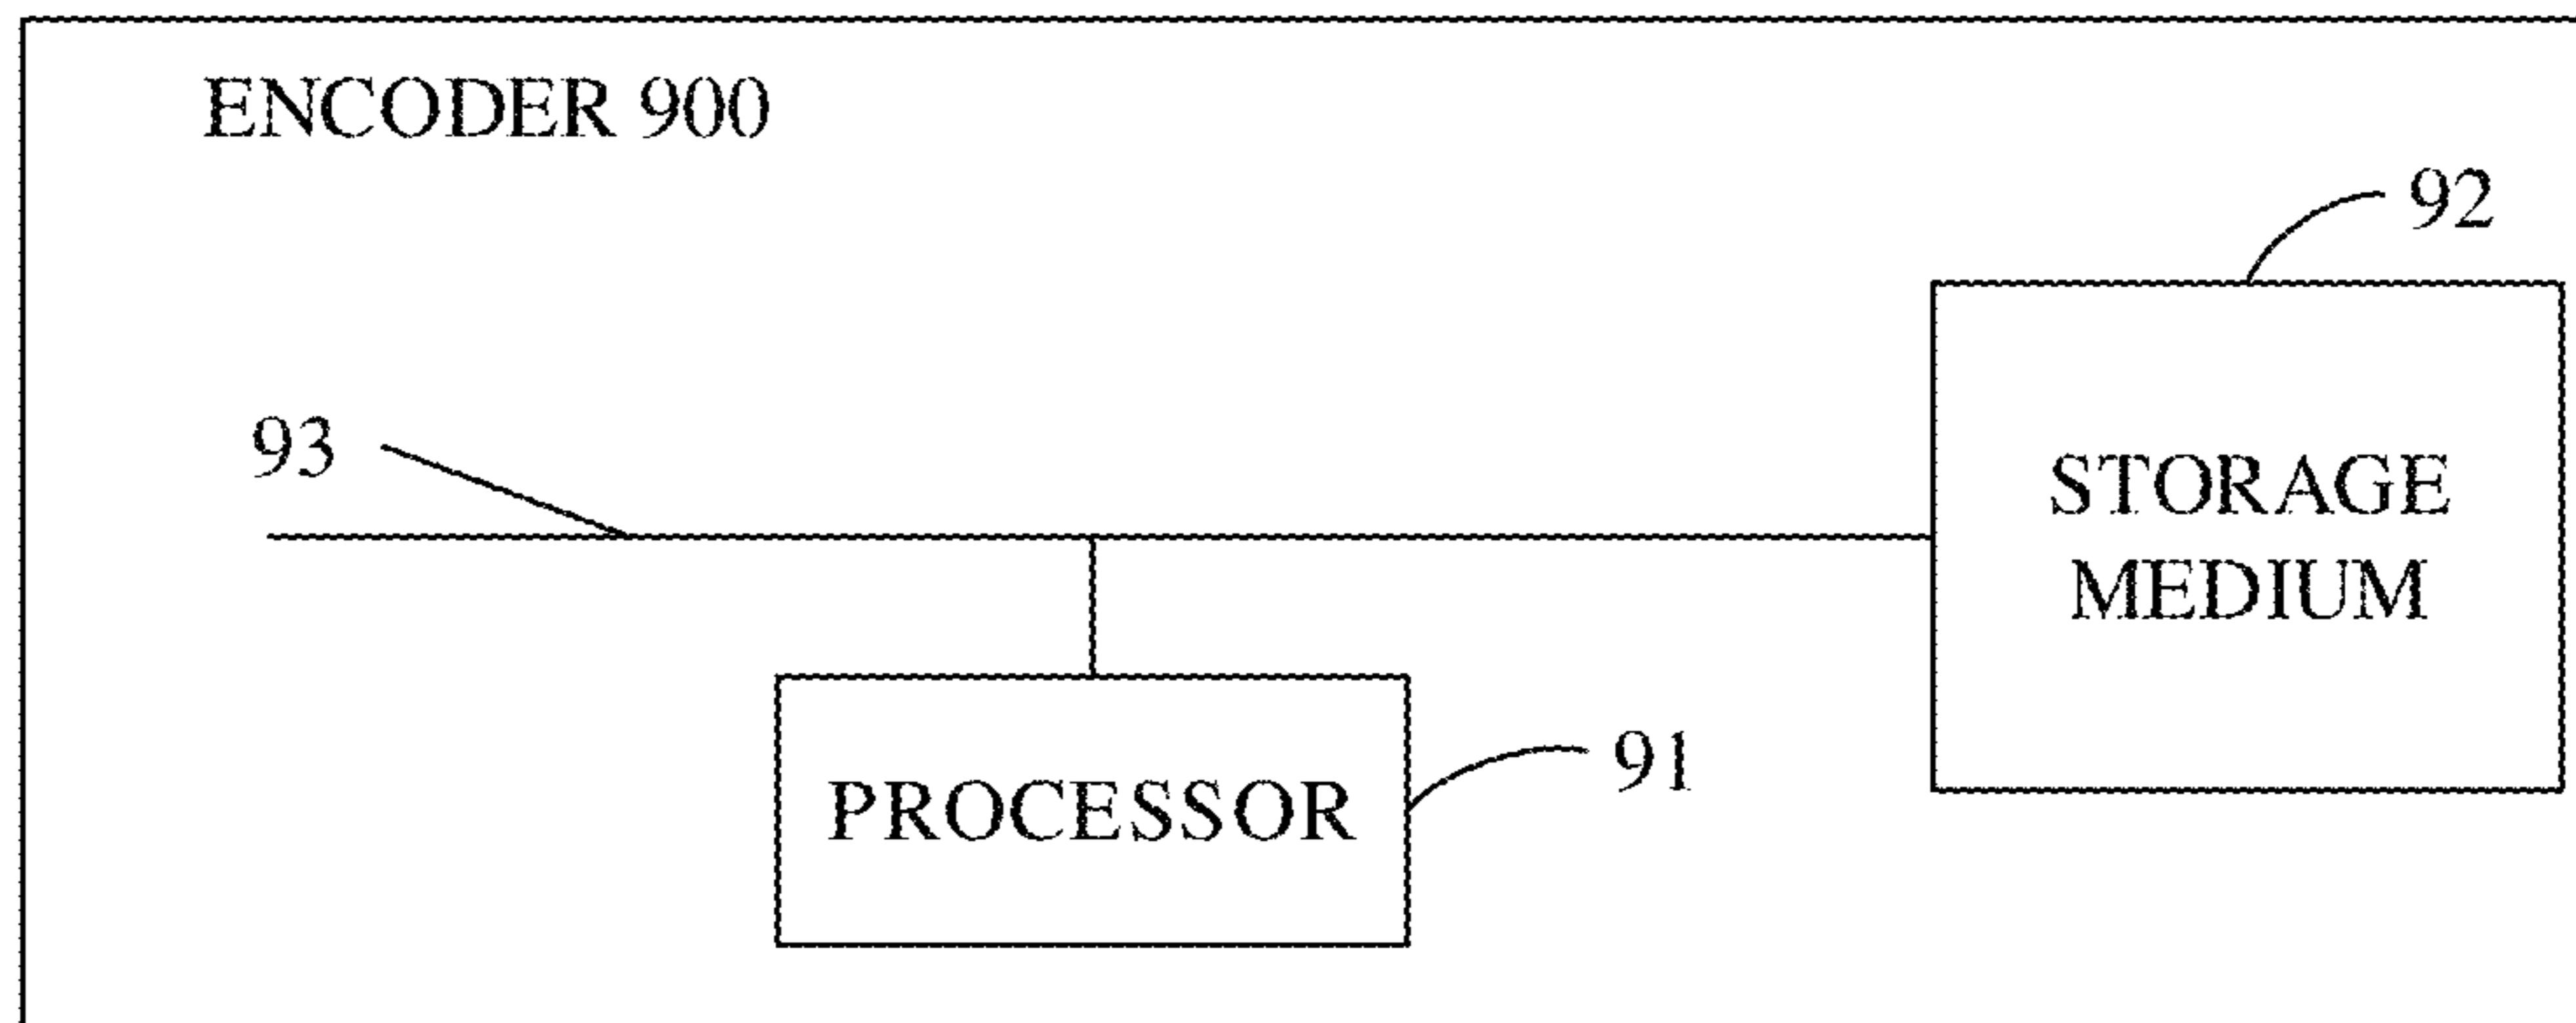 ENCODER 900
92
93
STORAGE
MEDIUM
91
PROCESSOR